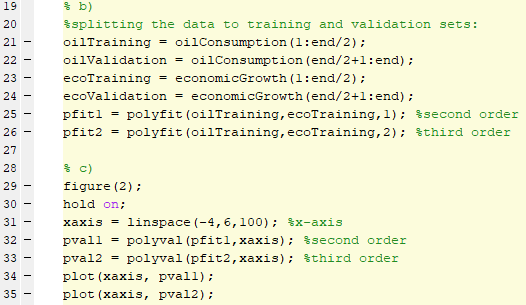 19 % b)
20 %splitting the data to training and validation sets:
21 - oilTraining = oilConsumption(1:end/2);
22 - oilValidation = oilConsumption(end/2+1:end);
23 - ecoTraining = economicGrowth(1:end/2);
24 - ecoValidation = economicGrowth(end/2+1:end);
25 - pfit1 = polyfit(oilTraining,ecoTraining,1); %second order
26 - pfit2 = polyfit(oilTraining,ecoTraining,2); %third order
27
28 % c)
29 - figure(2);
30 - hold on;
31 - xaxis = linspace(-4,6,100); %x-axis
32 - pval1 = polyval(pfit1,xaxis); %second order
33 - pval2 = polyval(pfit2,xaxis); %third order
34 - plot(xaxis, pval1);
35 - plot(xaxis, pval2);